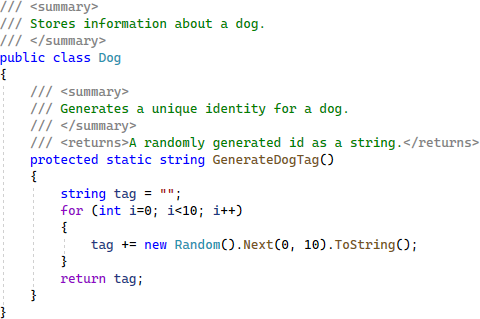 /// <summary>
/// Stores information about a dog.
/// </summary>
public class Dog
{
    /// <summary>
    /// Generates a unique identity for a dog.
    /// </summary>
    /// <returns>A randomly generated id as a string.</returns>
    protected static string GenerateDogTag()
    {
        string tag = "";
        for (int i=0; i<10; i++)
        {
            tag += new Random().Next(0, 10).ToString();
        }
        return tag;
    }
}